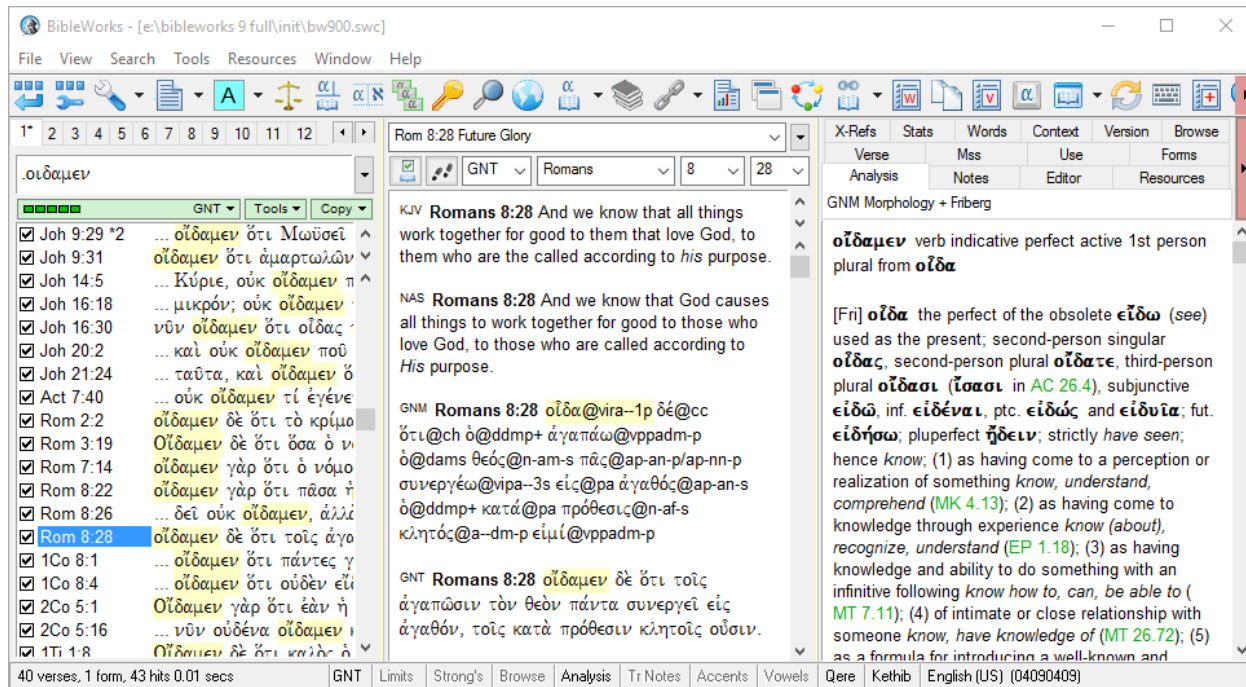 BibleWorks - [e:\bibleworks 9 full\init\bw900.swc]
File View Search Tools Resources Window Help
1* 2 3 4 5 6 7 8 9 10 11 12
.οιδαμεν
GNT Tools Copy
Joh 9:29 *2 ... οἴδαμεν ὅτι Μωϋσεῖ
Joh 9:31 οἴδαμεν ὅτι ἁμαρτωλῶν
Joh 14:5 ... Κύριε, οὐκ οἴδαμεν π
Joh 16:18 ... μικρόν; οὐκ οἴδαμεν
Joh 16:30 νῦν οἴδαμεν ὅτι οἶδας
Joh 20:2 ... καὶ οὐκ οἴδαμεν ποῦ
Joh 21:24 ... ταῦτα, καὶ οἴδαμεν ὅ
Act 7:40 ... οὐκ οἴδαμεν τί ἐγένε
Rom 2:2 οἴδαμεν δὲ ὅτι τὸ κρίμα
Rom 3:19 Οἴδαμεν δὲ ὅτι ὅσα ὁ ν
Rom 7:14 οἴδαμεν γὰρ ὅτι ὁ νόμο
Rom 8:22 οἴδαμεν γὰρ ὅτι πᾶσα ἡ
Rom 8:26 ... δεῖ οὐκ οἴδαμεν, ἀλλὰ
Rom 8:28 οἴδαμεν δὲ ὅτι τοῖς ἀγα
1Co 8:1 ... οἴδαμεν ὅτι πάντες γ
1Co 8:4 ... οἴδαμεν ὅτι οὐδὲν εἴ
2Co 5:1 Οἴδαμεν γὰρ ὅτι ἐὰν ἡ
2Co 5:16 ... νῦν οὐδένα οἴδαμεν
1Ti 1:8 Οἴδαμεν δὲ ὅτι καλὸς ὁ
Rom 8:28 Future Glory
GNT Romans 8 28
KJV Romans 8:28 And we know that all things
work together for good to them that love God, to
them who are the called according to his purpose.
NAS Romans 8:28 And we know that God causes
all things to work together for good to those who
love God, to those who are called according to
His purpose.
GNM Romans 8:28 οἶδα@vira--1p δέ@cc
ὅτι@ch ὁ@ddmp+ ἀγαπάω@vppadm-p
ὁ@dams θεός@n-am-s πᾶς@ap-an-p/ap-nn-p
συνεργέω@vipa--3s εἰς@pa ἀγαθός@ap-an-s
ὁ@ddmp+ κατά@pa πρόθεσις@n-af-s
κλητός@a--dm-p εἰμί@vppadm-p
GNT Romans 8:28 οἴδαμεν δὲ ὅτι τοῖς
ἀγαπῶσιν τὸν θεὸν πάντα συνεργεῖ εἰς
ἀγαθόν, τοῖς κατὰ πρόθεσιν κλητοῖς οὖσιν.
X-Refs Stats Words Context Version Browse
Verse Mss Use Forms
Analysis Notes Editor Resources
GNM Morphology + Friberg
οἴδαμεν verb indicative perfect active 1st person
plural from οἶδα
[Fri] οἶδα the perfect of the obsolete εἴδω (see)
used as the present; second-person singular
οἶδας, second-person plural οἴδατε, third-person
plural οἴδασι (ἴσασι in AC 26.4), subjunctive
εἰδῶ, inf. εἰδέναι, ptc. εἰδώς and εἰδυῖα; fut.
εἰδήσω; pluperfect ᾔδειν; strictly have seen;
hence know; (1) as having come to a perception or
realization of something know, understand,
comprehend (MK 4.13); (2) as having come to
knowledge through experience know (about),
recognize, understand (EP 1.18); (3) as having
knowledge and ability to do something with an
infinitive following know how to, can, be able to (
MT 7.11); (4) of intimate or close relationship with
someone know, have knowledge of (MT 26.72); (5)
as a formula for introducing a well-known and
40 verses, 1 form, 43 hits 0.01 secs GNT Limits Strong's Browse Analysis Tr Notes Accents Vowels Qere Kethib English (US) (04090409)